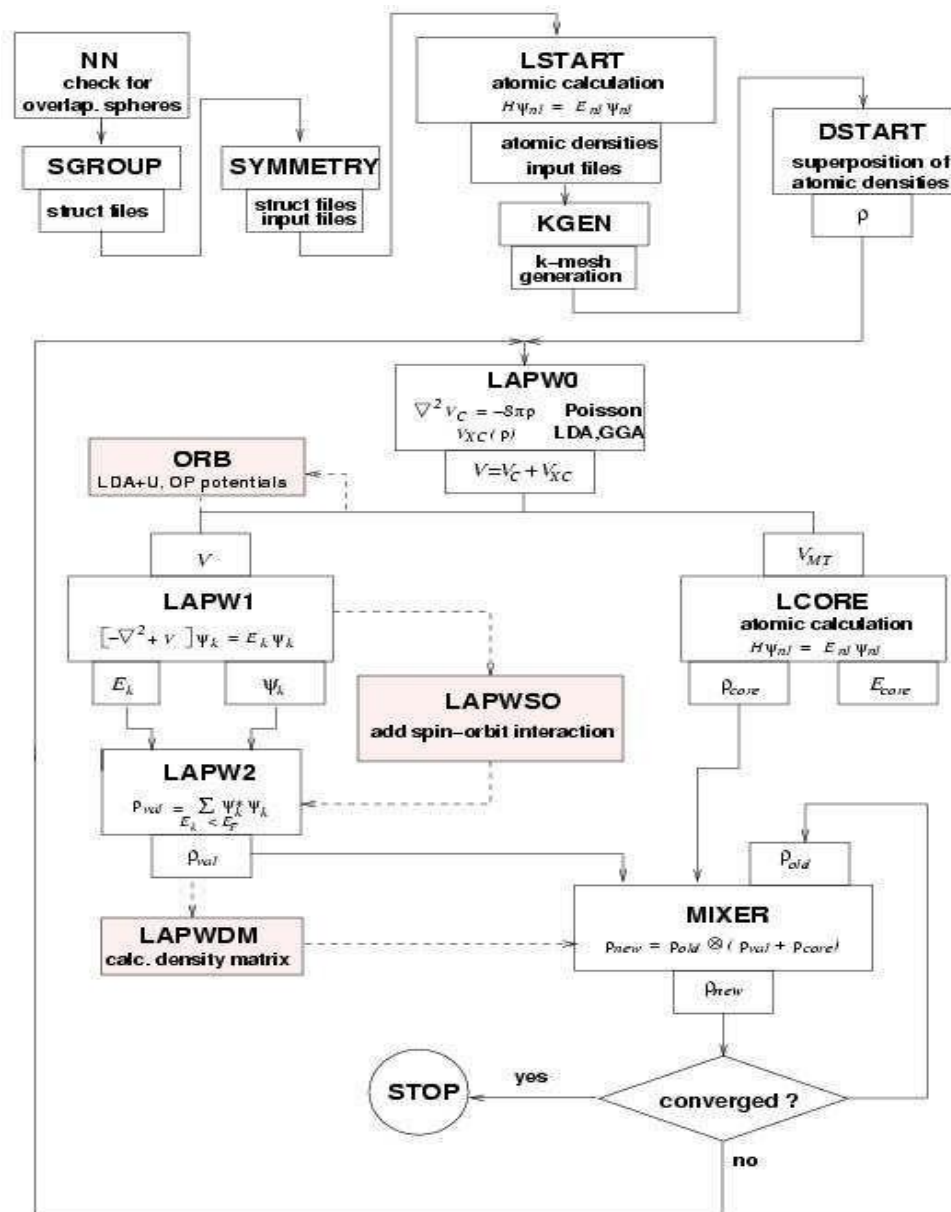 NN
check for
overlap. spheres
SGROUP
struct files
SYMMETRY
struct files
input files
LSTART
atomic calculation
Hψnl = Enl ψnl
atomic densities
input files
KGEN
k-mesh
generation
DSTART
superposition of
atomic densities
ρ
LAPW0
∇²VC = -8πρ Poisson
VXC(ρ) LDA,GGA
V=VC+VXC
ORB
LDA+U, OP potentials
V
LAPW1
[-∇²+V]ψk = Ek ψk
Ek
ψk
VMT
LCORE
atomic calculation
Hψnl = Enl ψnl
ρcore
Ecore
LAPWSO
add spin-orbit interaction
LAPW2
ρval = Σ ψk* ψk
Ek < EF
ρval
LAPWDM
calc. density matrix
ρold
MIXER
ρnew = ρold ⊗ (ρval + ρcore)
ρnew
converged ?
yes
STOP
no